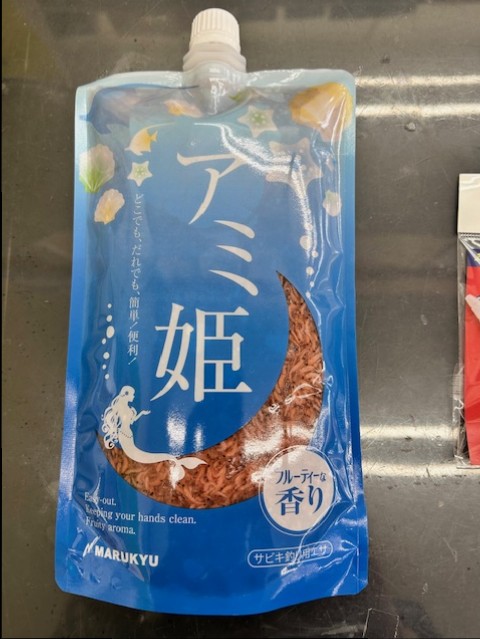 アミ姫
どこでも、だれでも、簡単!便利!
フルーティーな
香り
Easy-out.
Keeping your hands clean.
Fruity aroma.
MARUKYU
サビキ釣り用エサ